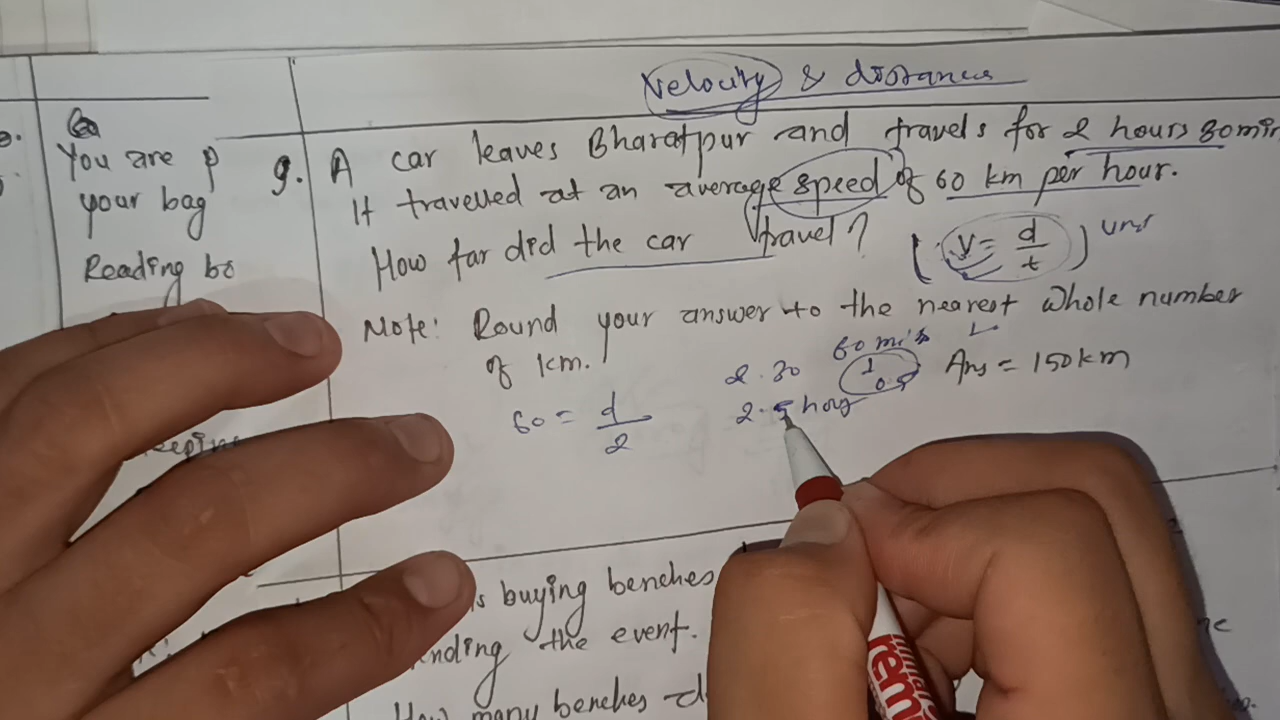 Velocity & distances
You are
your bag
Reading
g. A car leaves Bharatpur and travels for 2 hours 30min
It travelled at an average speed of 60 km per hour.
How far did the car travel? (V = d/t) unit
Note: Round your answer to the nearest whole number
of km.
60 mins
2.30
1
0.5
Ans = 150km
60 = d/2
2.5 hour
buying benches
the event.
How many benches